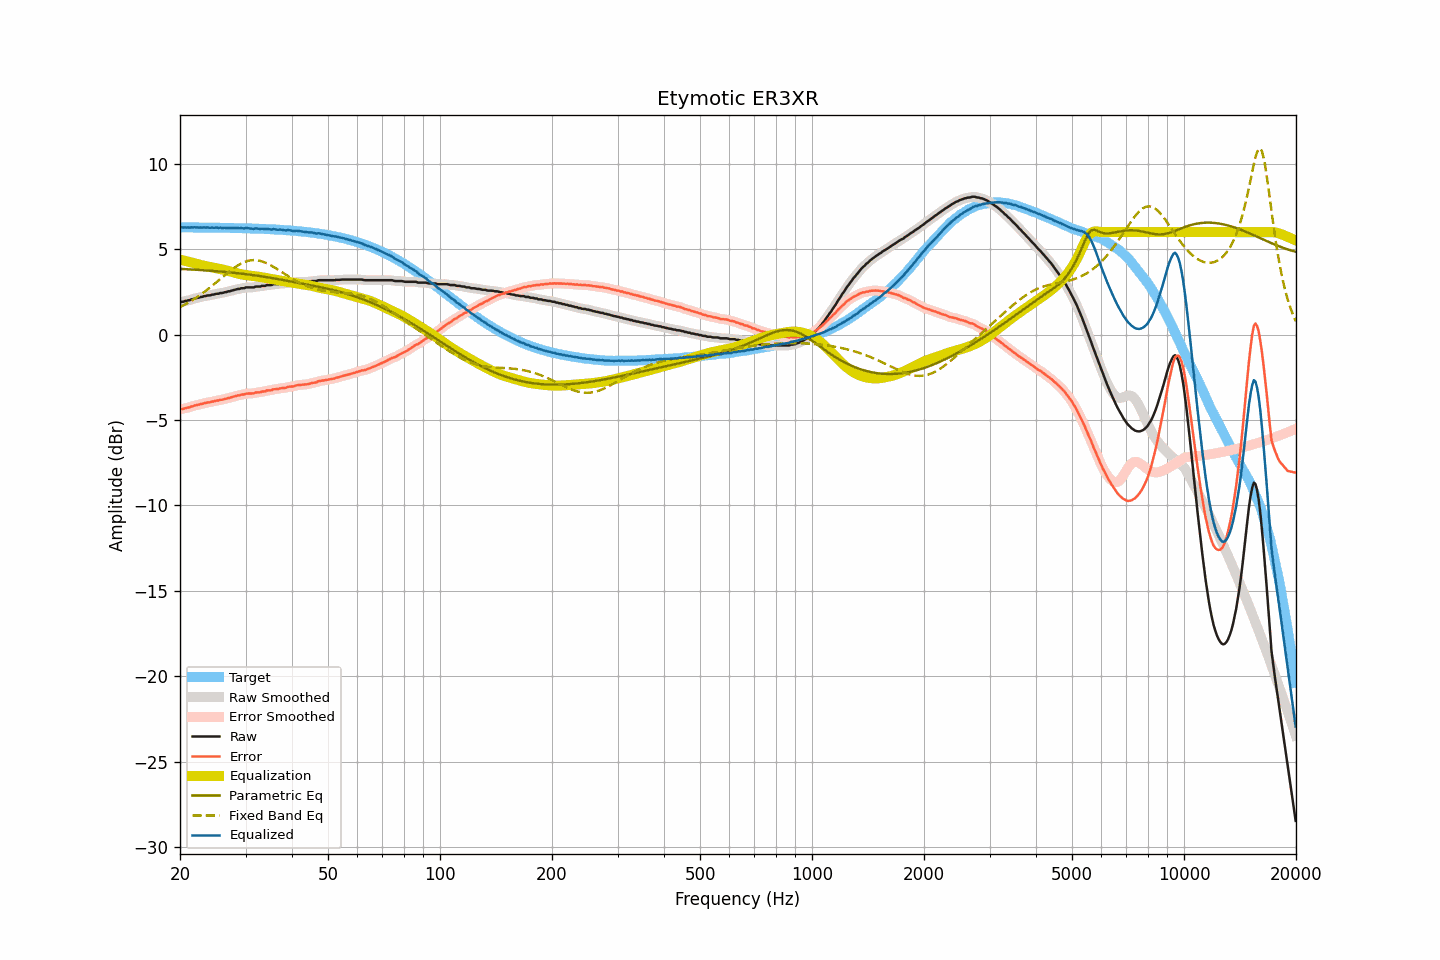 Etymotic ER3XR
Amplitude (dBr)
10
5
0
−5
−10
−15
−20
−25
−30
Target
Raw Smoothed
Error Smoothed
Raw
Error
Equalization
Parametric Eq
Fixed Band Eq
Equalized
20 50 100 200 500 1000 2000 5000 10000 20000
Frequency (Hz)